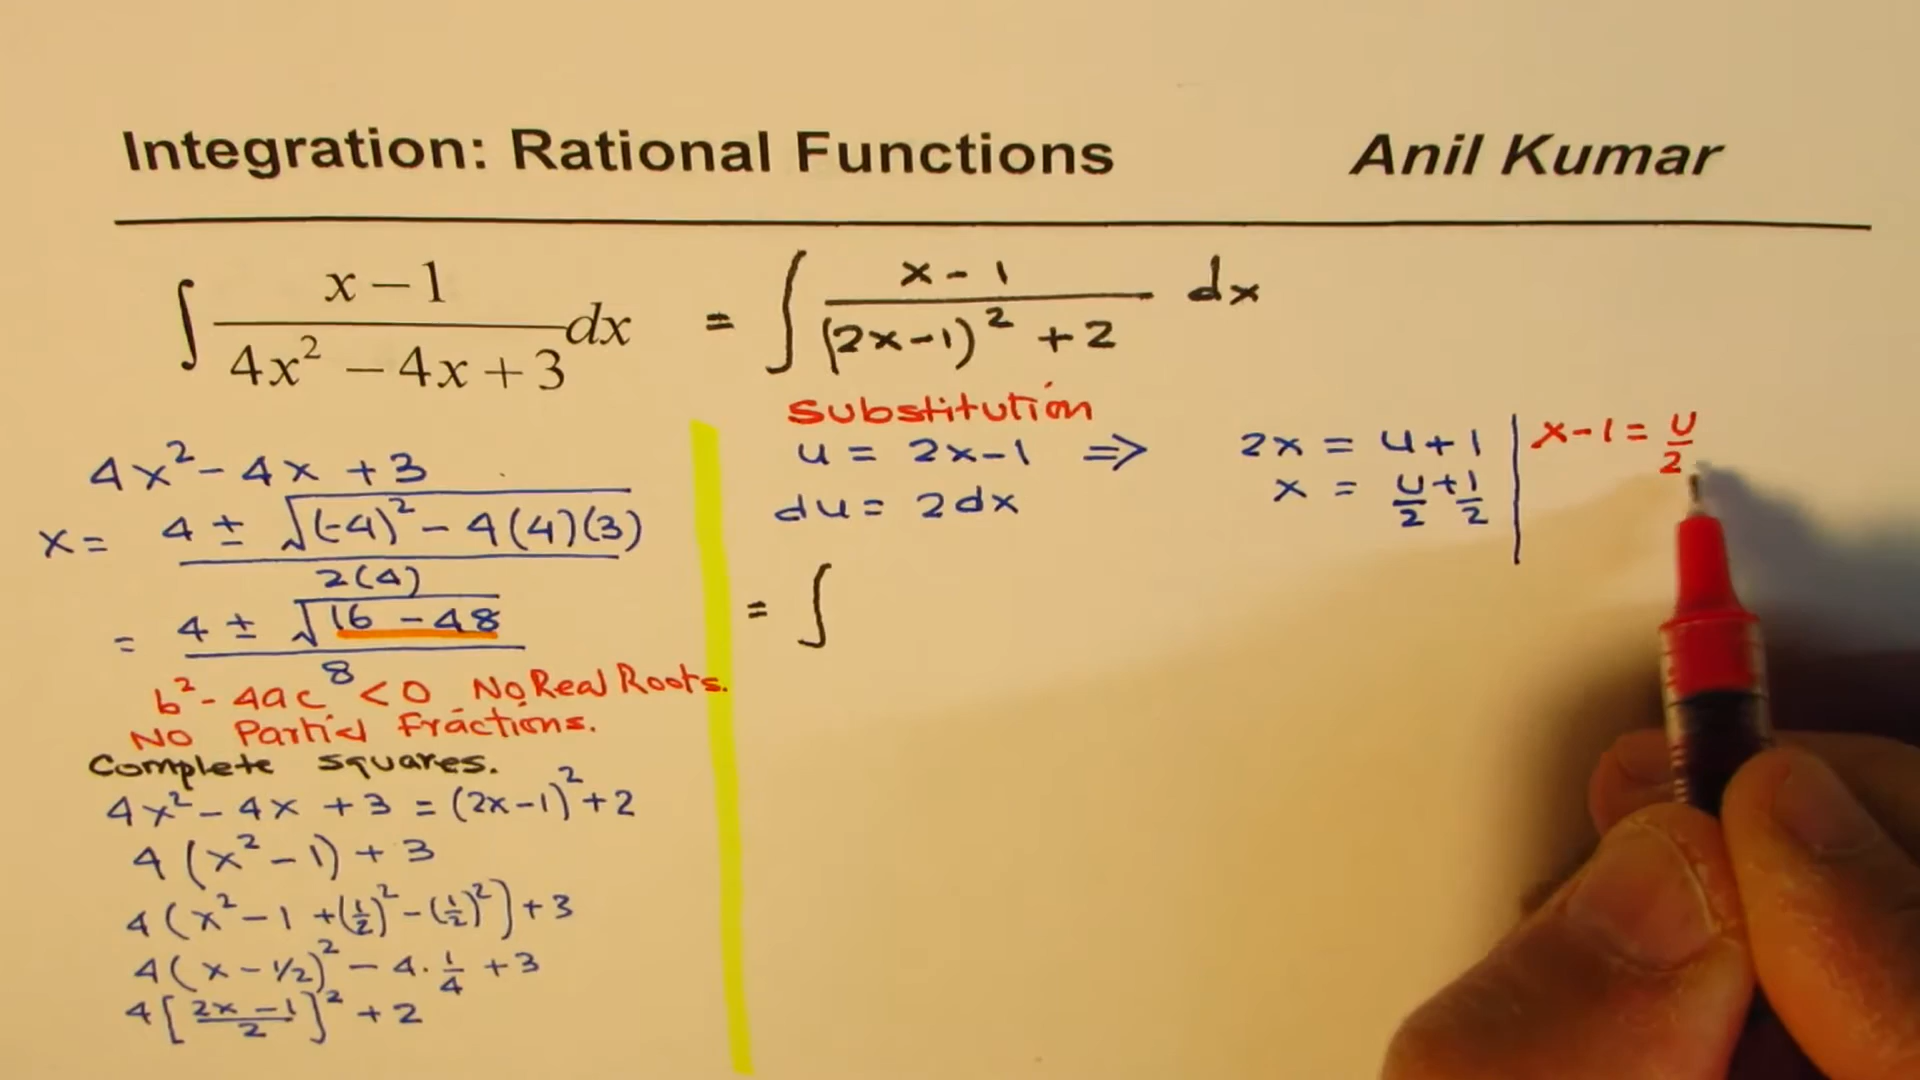 Integration: Rational Functions Anil Kumar
∫ x − 1 / 4x² − 4x + 3 dx = ∫ x - 1 / (2x-1)² + 2 dx
4x² - 4x + 3
x = 4 ± √(-4)² - 4(4)(3) / 2(4)
= 4 ± √16 - 48 / 8
b² - 4ac < 0 No Real Roots.
NO Partial Fractions.
Complete squares.
4x² - 4x + 3 = (2x-1)² + 2
4(x² - 1) + 3
4(x² - 1 + (1/2)² - (1/2)²) + 3
4(x - 1/2)² - 4 · 1/4 + 3
4[2x - 1 / 2]² + 2
Substitution
u = 2x-1 ⇒ 2x = u+1
du = 2dx x = u/2 + 1/2
x-1 = u/2
= ∫